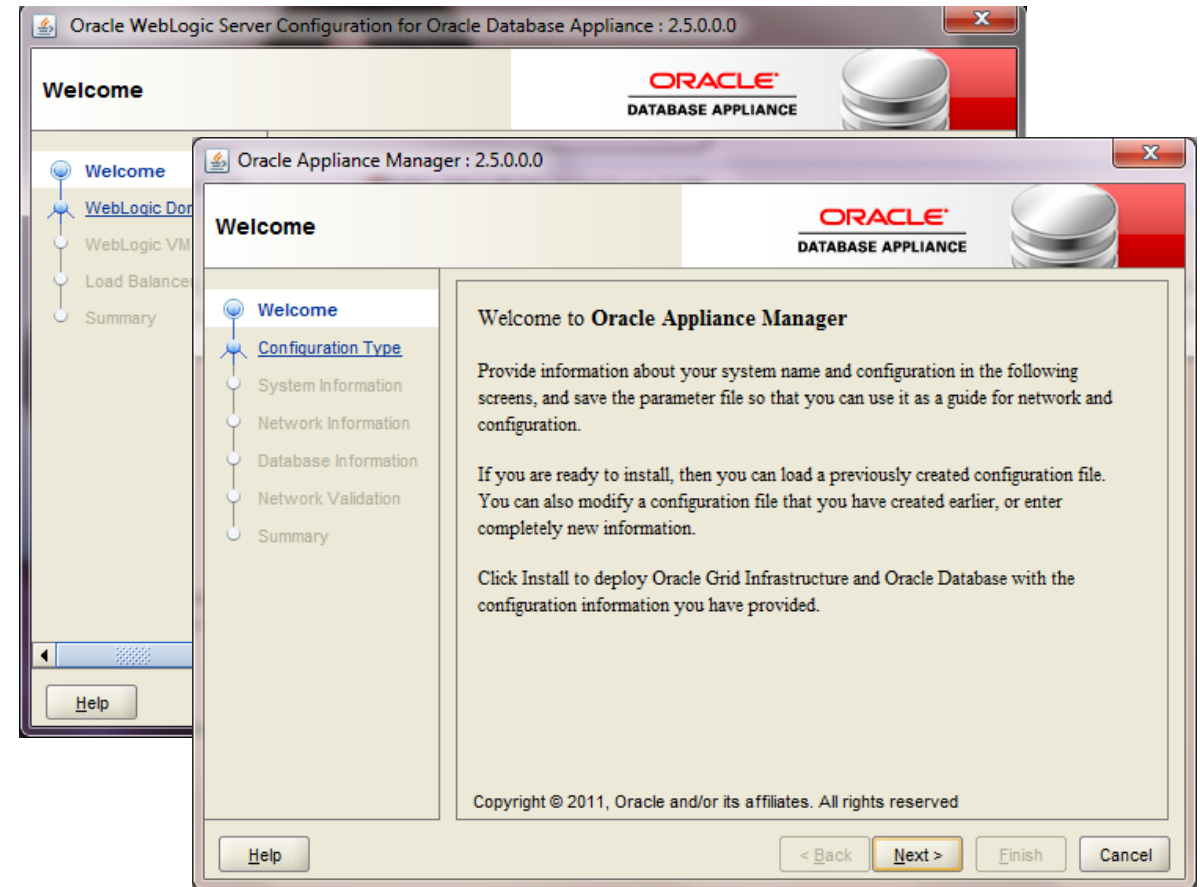 Oracle WebLogic Server Configuration for Oracle Database Appliance : 2.5.0.0.0
Welcome
ORACLE
DATABASE APPLIANCE
Welcome
WebLogic Dor
WebLogic VM
Load Balancer
Summary
Help
Oracle Appliance Manager : 2.5.0.0.0
Welcome
ORACLE
DATABASE APPLIANCE
Welcome
Configuration Type
System Information
Network Information
Database Information
Network Validation
Summary
Welcome to Oracle Appliance Manager
Provide information about your system name and configuration in the following
screens, and save the parameter file so that you can use it as a guide for network and
configuration.
If you are ready to install, then you can load a previously created configuration file.
You can also modify a configuration file that you have created earlier, or enter
completely new information.
Click Install to deploy Oracle Grid Infrastructure and Oracle Database with the
configuration information you have provided.
Copyright © 2011, Oracle and/or its affiliates. All rights reserved
Help
< Back
Next >
Finish
Cancel